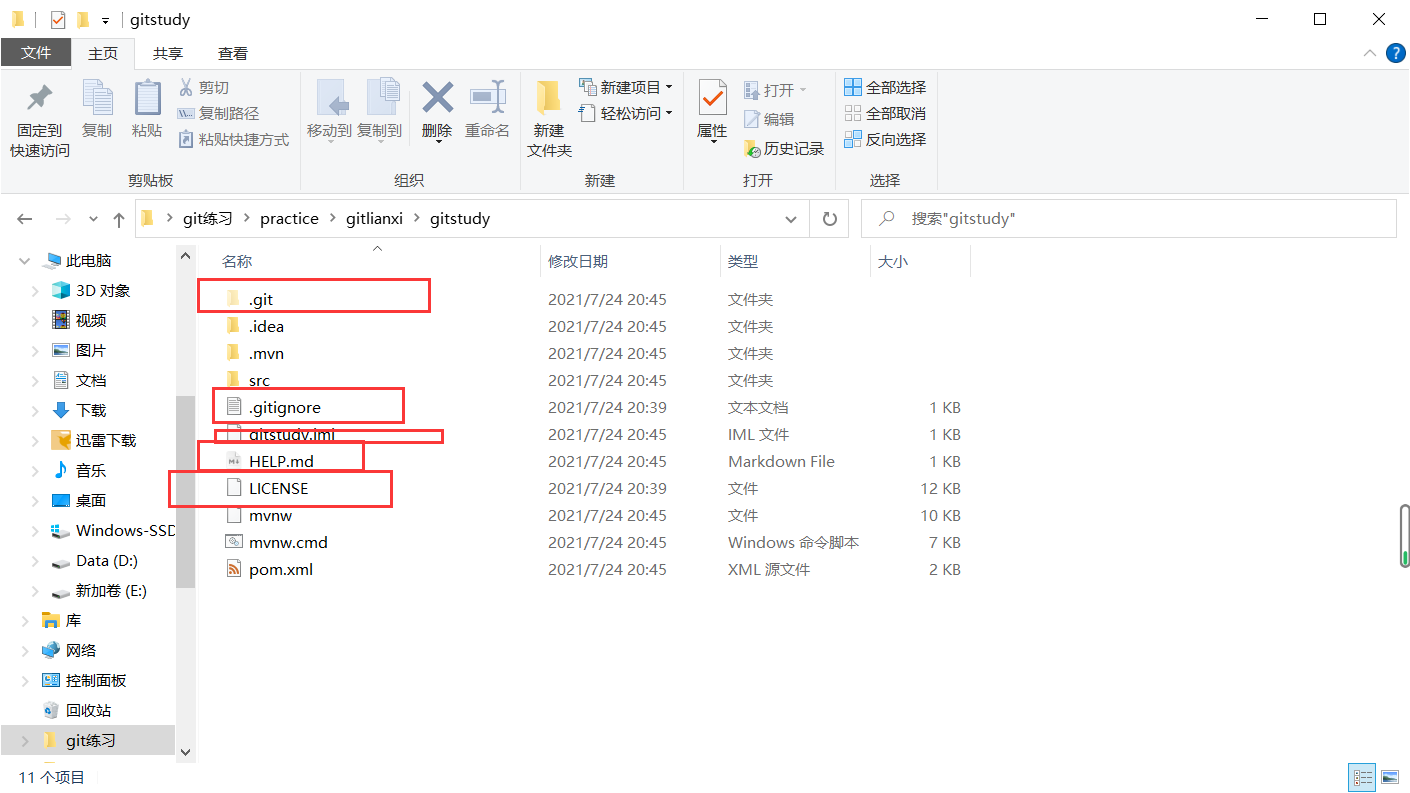 gitstudy
文件 主页 共享 查看
固定到
快速访问
复制
粘贴
剪切
复制路径
粘贴快捷方式
剪贴板
移动到
复制到
删除
重命名
组织
新建
文件夹
新建项目
轻松访问
新建
属性
打开
编辑
历史记录
打开
全部选择
全部取消
反向选择
选择
git练习 practice gitlianxi gitstudy
搜索"gitstudy"
此电脑
3D 对象
视频
图片
文档
下载
迅雷下载
音乐
桌面
Windows-SSD
Data (D:)
新加卷 (E:)
库
网络
控制面板
回收站
git练习
名称 修改日期 类型 大小
.git 2021/7/24 20:45 文件夹
.idea 2021/7/24 20:45 文件夹
.mvn 2021/7/24 20:45 文件夹
src 2021/7/24 20:45 文件夹
.gitignore 2021/7/24 20:39 文本文档 1 KB
gitstudy.iml 2021/7/24 20:45 IML 文件 1 KB
HELP.md 2021/7/24 20:45 Markdown File 1 KB
LICENSE 2021/7/24 20:39 文件 12 KB
mvnw 2021/7/24 20:45 文件 10 KB
mvnw.cmd 2021/7/24 20:45 Windows 命令脚本 7 KB
pom.xml 2021/7/24 20:45 XML 源文件 2 KB
11 个项目